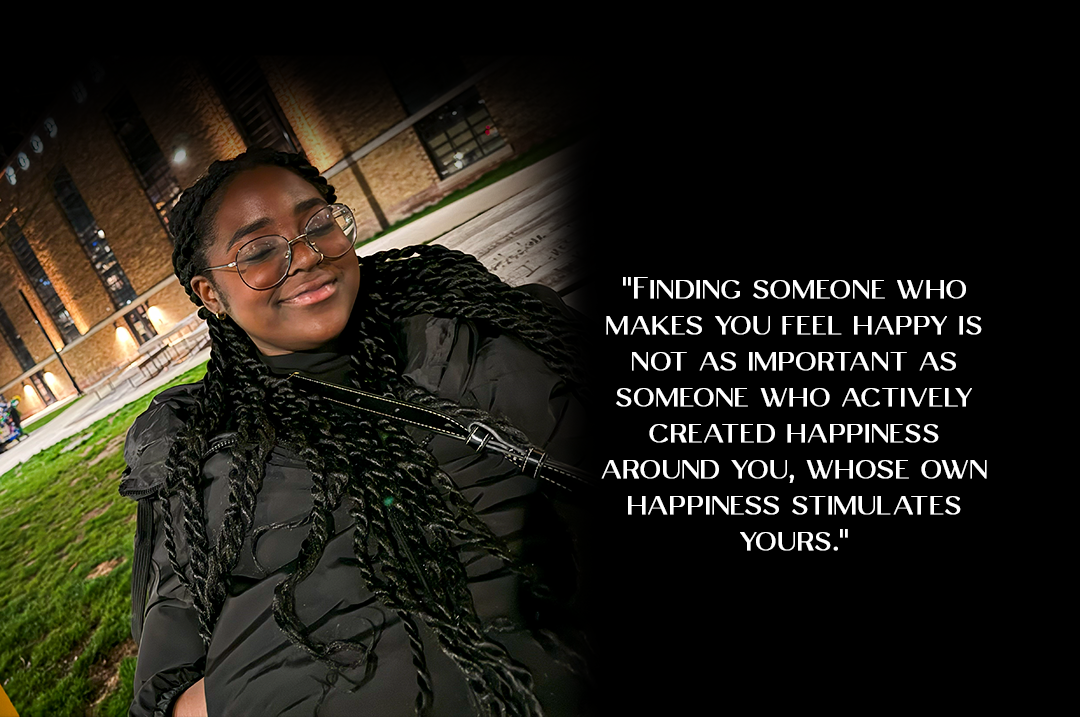 "Finding someone who
makes you feel happy is
not as important as
someone who actively
created happiness
around you, whose own
happiness stimulates
yours."